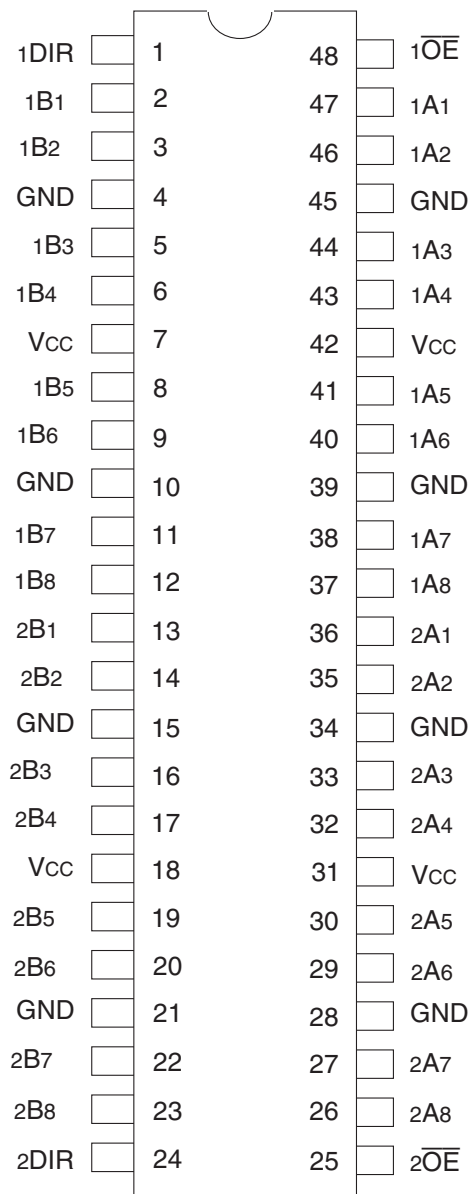 1DIR 1 48 1O̅E̅
1B1 2 47 1A1
1B2 3 46 1A2
GND 4 45 GND
1B3 5 44 1A3
1B4 6 43 1A4
VCC 7 42 VCC
1B5 8 41 1A5
1B6 9 40 1A6
GND 10 39 GND
1B7 11 38 1A7
1B8 12 37 1A8
2B1 13 36 2A1
2B2 14 35 2A2
GND 15 34 GND
2B3 16 33 2A3
2B4 17 32 2A4
VCC 18 31 VCC
2B5 19 30 2A5
2B6 20 29 2A6
GND 21 28 GND
2B7 22 27 2A7
2B8 23 26 2A8
2DIR 24 25 2O̅E̅